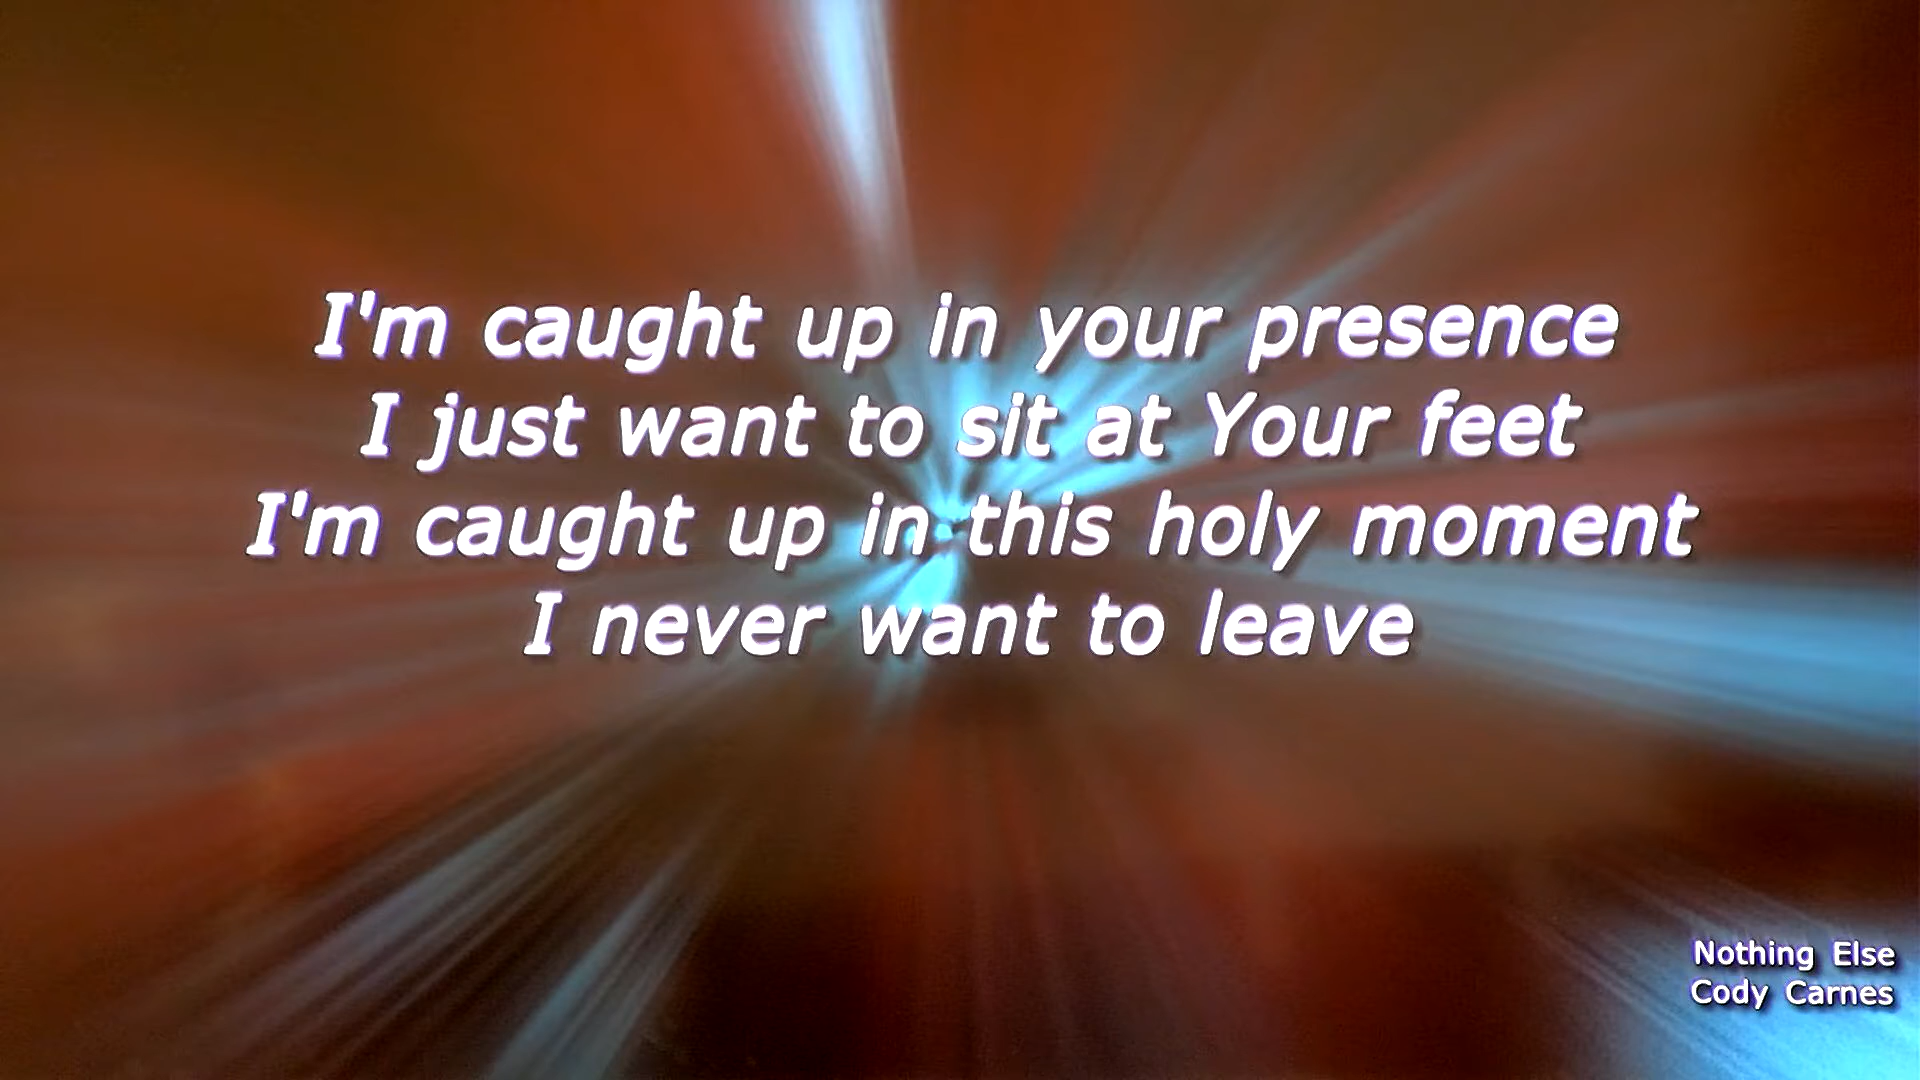 I'm caught up in your presence
I just want to sit at Your feet
I'm caught up in this holy moment
I never want to leave
Nothing Else
Cody Carnes